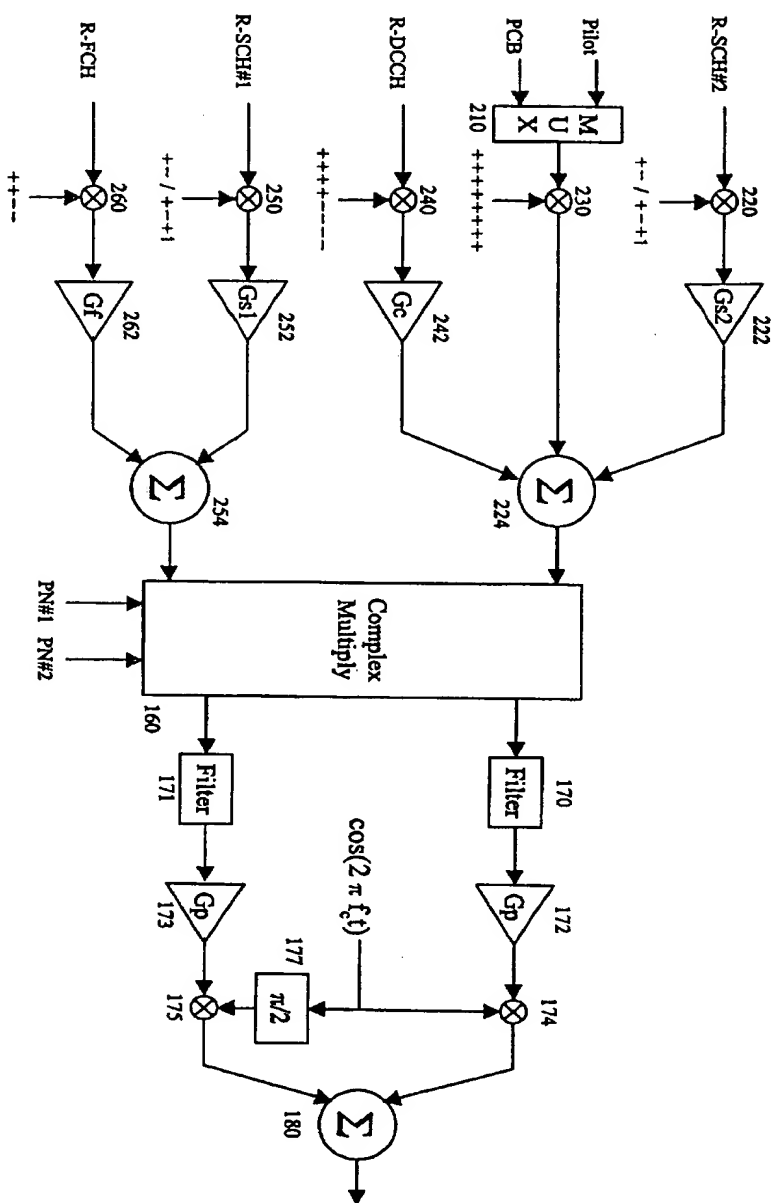 R-SCH#2
220
+- / +-+1
Gs2
222
Pilot
PCB
M
U
X
210
230
++++++++
R-DCCH
240
++++----
Gc
242
Σ
224
R-SCH#1
250
+- / +-+1
Gs1
252
R-FCH
260
++--
Gf
262
Σ
254
Complex
Multiply
160
PN#1
PN#2
Filter
170
Gp
172
174
Filter
171
Gp
173
175
cos(2 π fct)
π/2
177
Σ
180